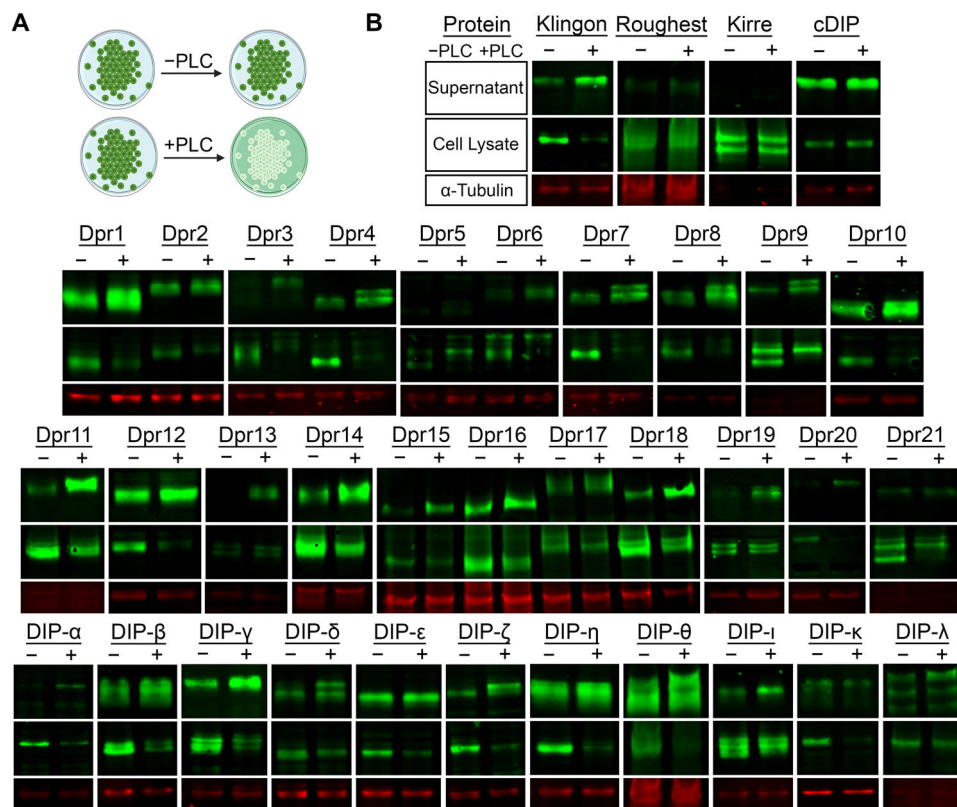 A
−PLC
+PLC
B
Protein Klingon Roughest Kirre cDIP
−PLC +PLC − + − + − + − +
Supernatant
Cell Lysate
α-Tubulin
Dpr1 Dpr2 Dpr3 Dpr4 Dpr5 Dpr6 Dpr7 Dpr8 Dpr9 Dpr10
− + − + − + − + − + − + − + − + − + − +
Dpr11 Dpr12 Dpr13 Dpr14 Dpr15 Dpr16 Dpr17 Dpr18 Dpr19 Dpr20 Dpr21
− + − + − + − + − + − + − + − + − + − + − +
DIP-α DIP-β DIP-γ DIP-δ DIP-ε DIP-ζ DIP-η DIP-θ DIP-ι DIP-κ DIP-λ
− + − + − + − + − + − + − + − + − + − + − +